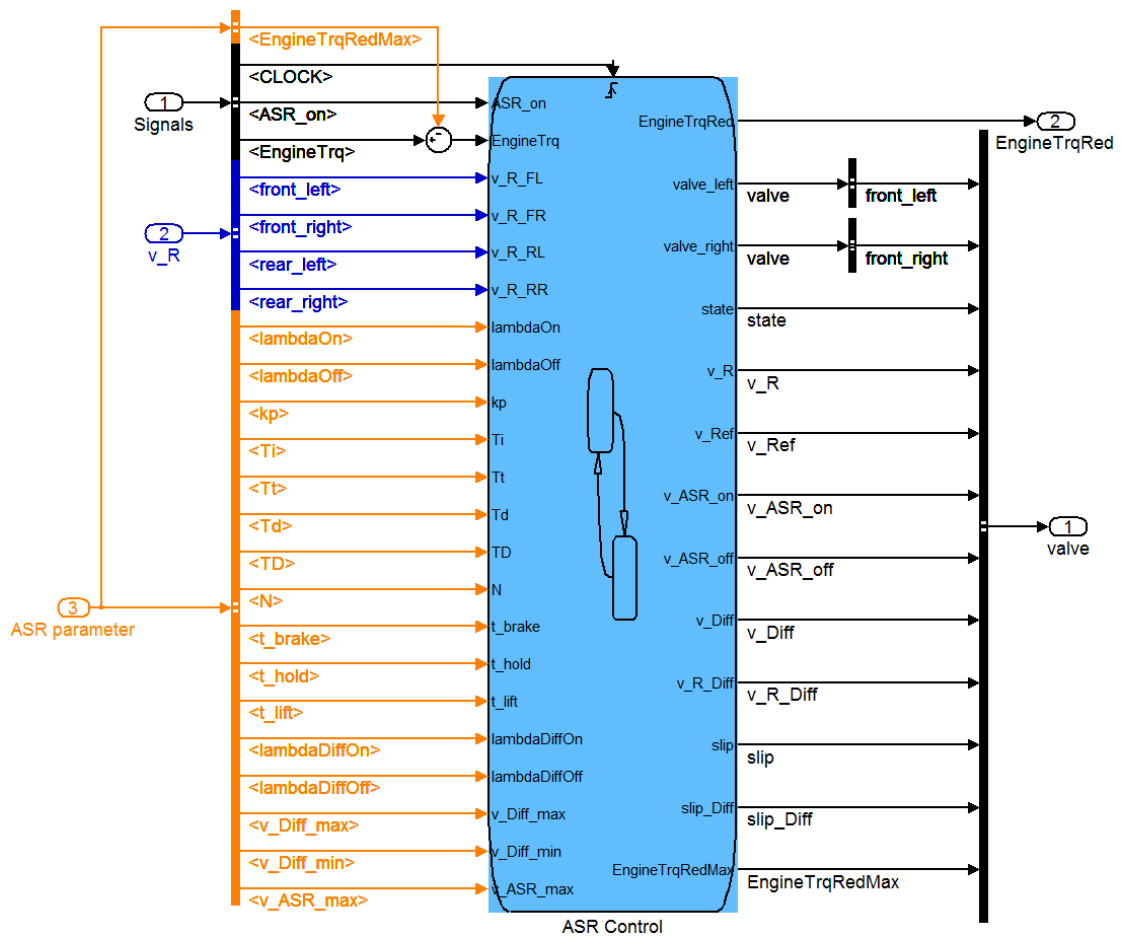 <EngineTrqRedMax>
<CLOCK>
1
Signals
<ASR_on>
<EngineTrq>
+
-
<front_left>
<front_right>
2
v_R
<rear_left>
<rear_right>
<lambdaOn>
<lambdaOff>
<kp>
<Ti>
<Tt>
<Td>
<TD>
<N>
3
ASR parameter
<t_brake>
<t_hold>
<t_lift>
<lambdaDiffOn>
<lambdaDiffOff>
<v_Diff_max>
<v_Diff_min>
<v_ASR_max>
ASR_on
EngineTrq
v_R_FL
v_R_FR
v_R_RL
v_R_RR
lambdaOn
lambdaOff
kp
Ti
Tt
Td
TD
N
t_brake
t_hold
t_lift
lambdaDiffOn
lambdaDiffOff
v_Diff_max
v_Diff_min
v_ASR_max
EngineTrqRed
valve_left
valve_right
state
v_R
v_Ref
v_ASR_on
v_ASR_off
v_Diff
v_R_Diff
slip
slip_Diff
EngineTrqRedMax
ASR Control
2
EngineTrqRed
valve
front_left
valve
front_right
state
v_R
v_Ref
v_ASR_on
v_ASR_off
v_Diff
v_R_Diff
slip
slip_Diff
EngineTrqRedMax
1
valve